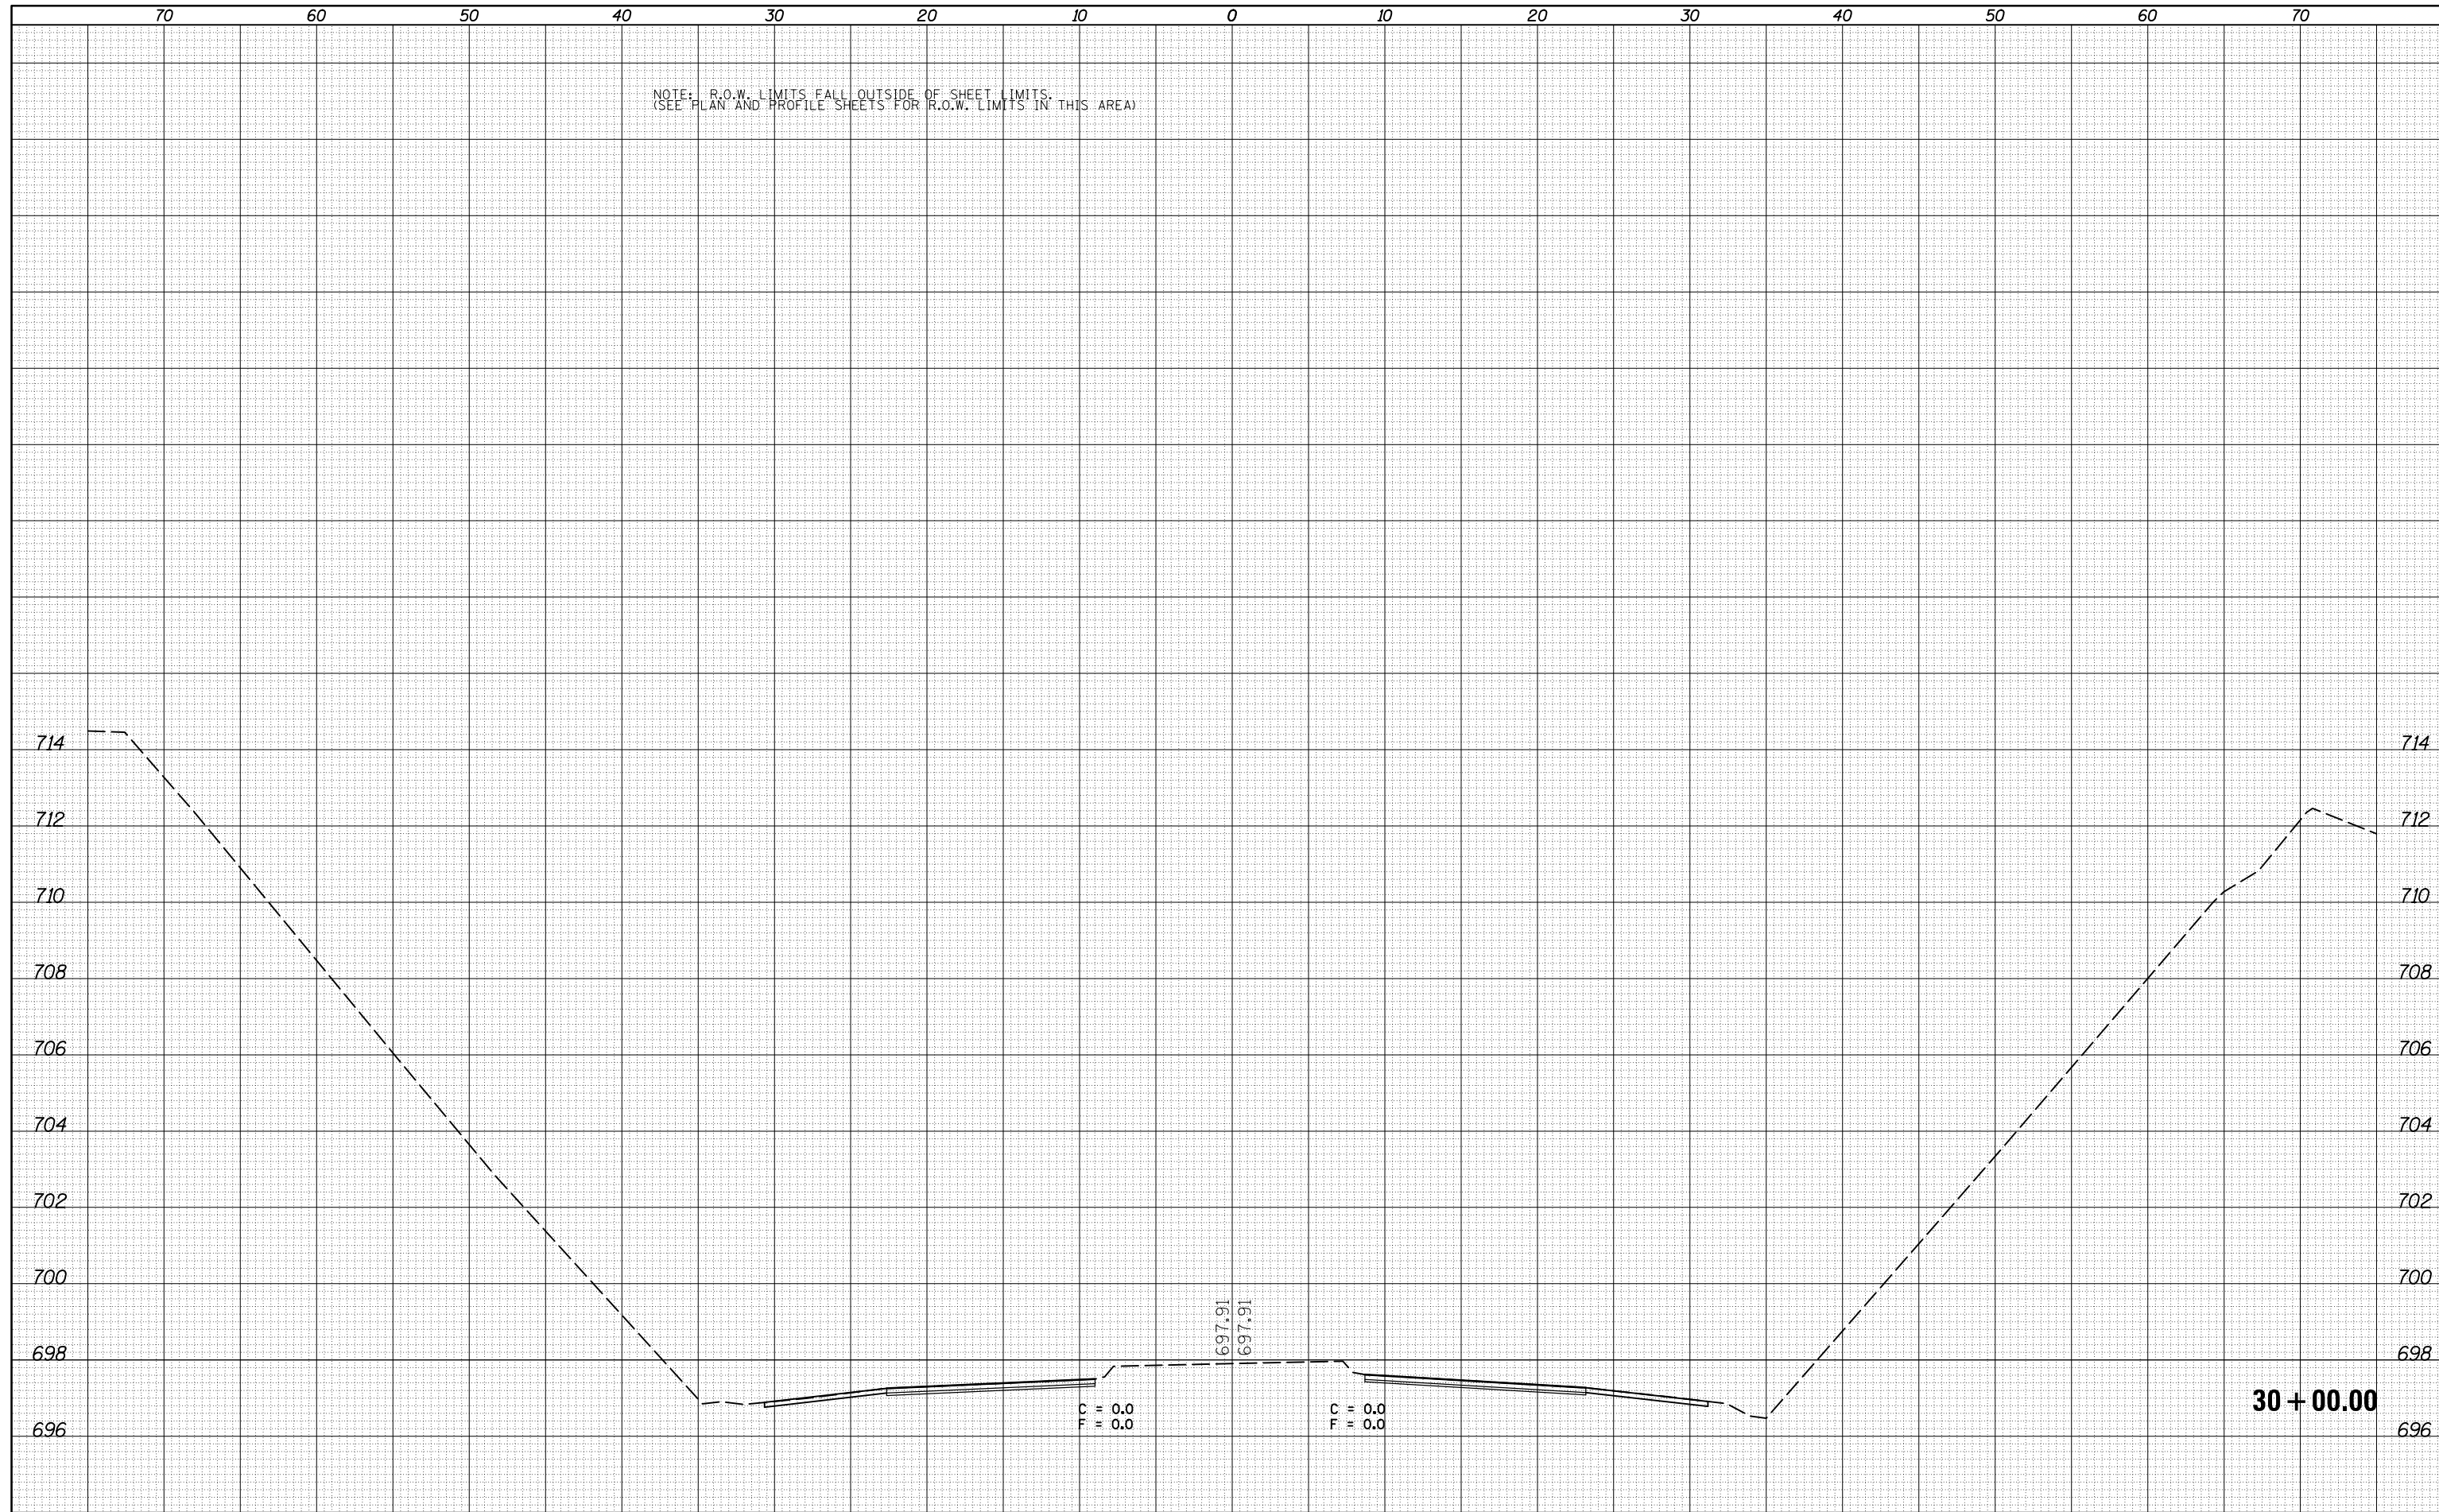 70 60 50 40 30 20 10 0 10 20 30 40 50 60 70
NOTE: R.O.W. LIMITS FALL OUTSIDE OF SHEET LIMITS.
(SEE PLAN AND PROFILE SHEETS FOR R.O.W. LIMITS IN THIS AREA)
714 714
712 712
710 710
708 708
706 706
704 704
702 702
700 700
697.91
697.91
698 698
C = 0.0 C = 0.0
F = 0.0 F = 0.0
30+00.00
696 696